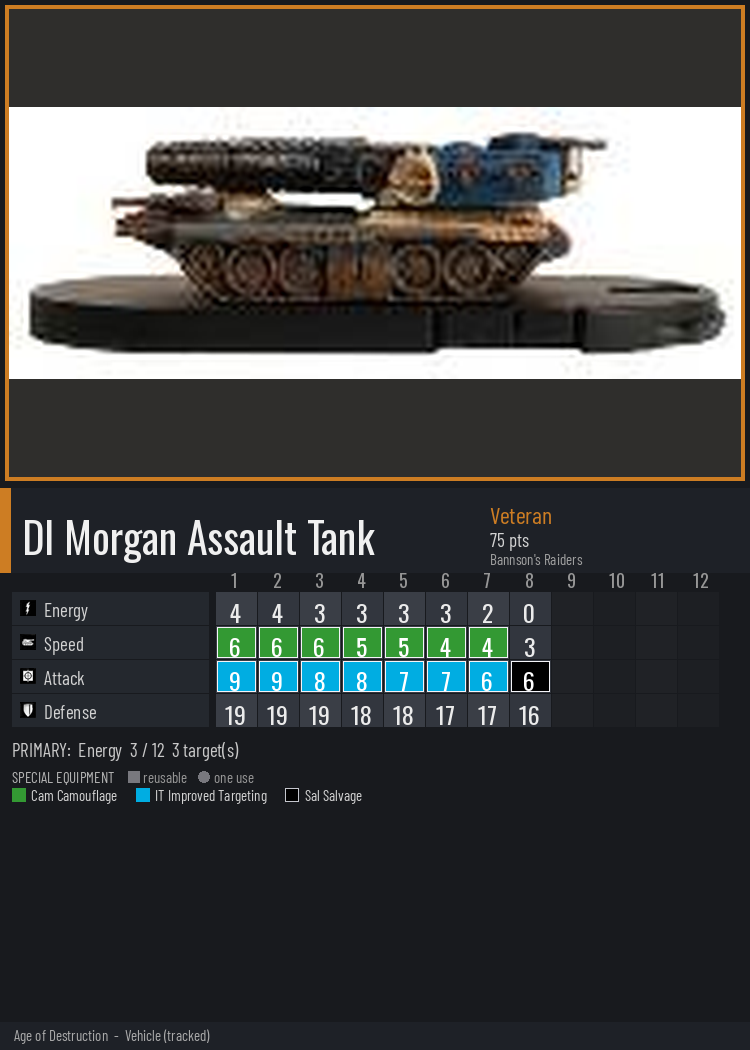 DI Morgan Assault Tank
Veteran
75 pts
Bannson's Raiders
1 2 3 4 5 6 7 8 9 10 11 12
Energy 4 4 3 3 3 3 2 0
Speed 6 6 6 5 5 4 4 3
Attack 9 9 8 8 7 7 6 6
Defense 19 19 19 18 18 17 17 16
PRIMARY: Energy 3 / 12 3 target(s)
SPECIAL EQUIPMENT reusable one use
Cam Camouflage IT Improved Targeting Sal Salvage
Age of Destruction - Vehicle (tracked)